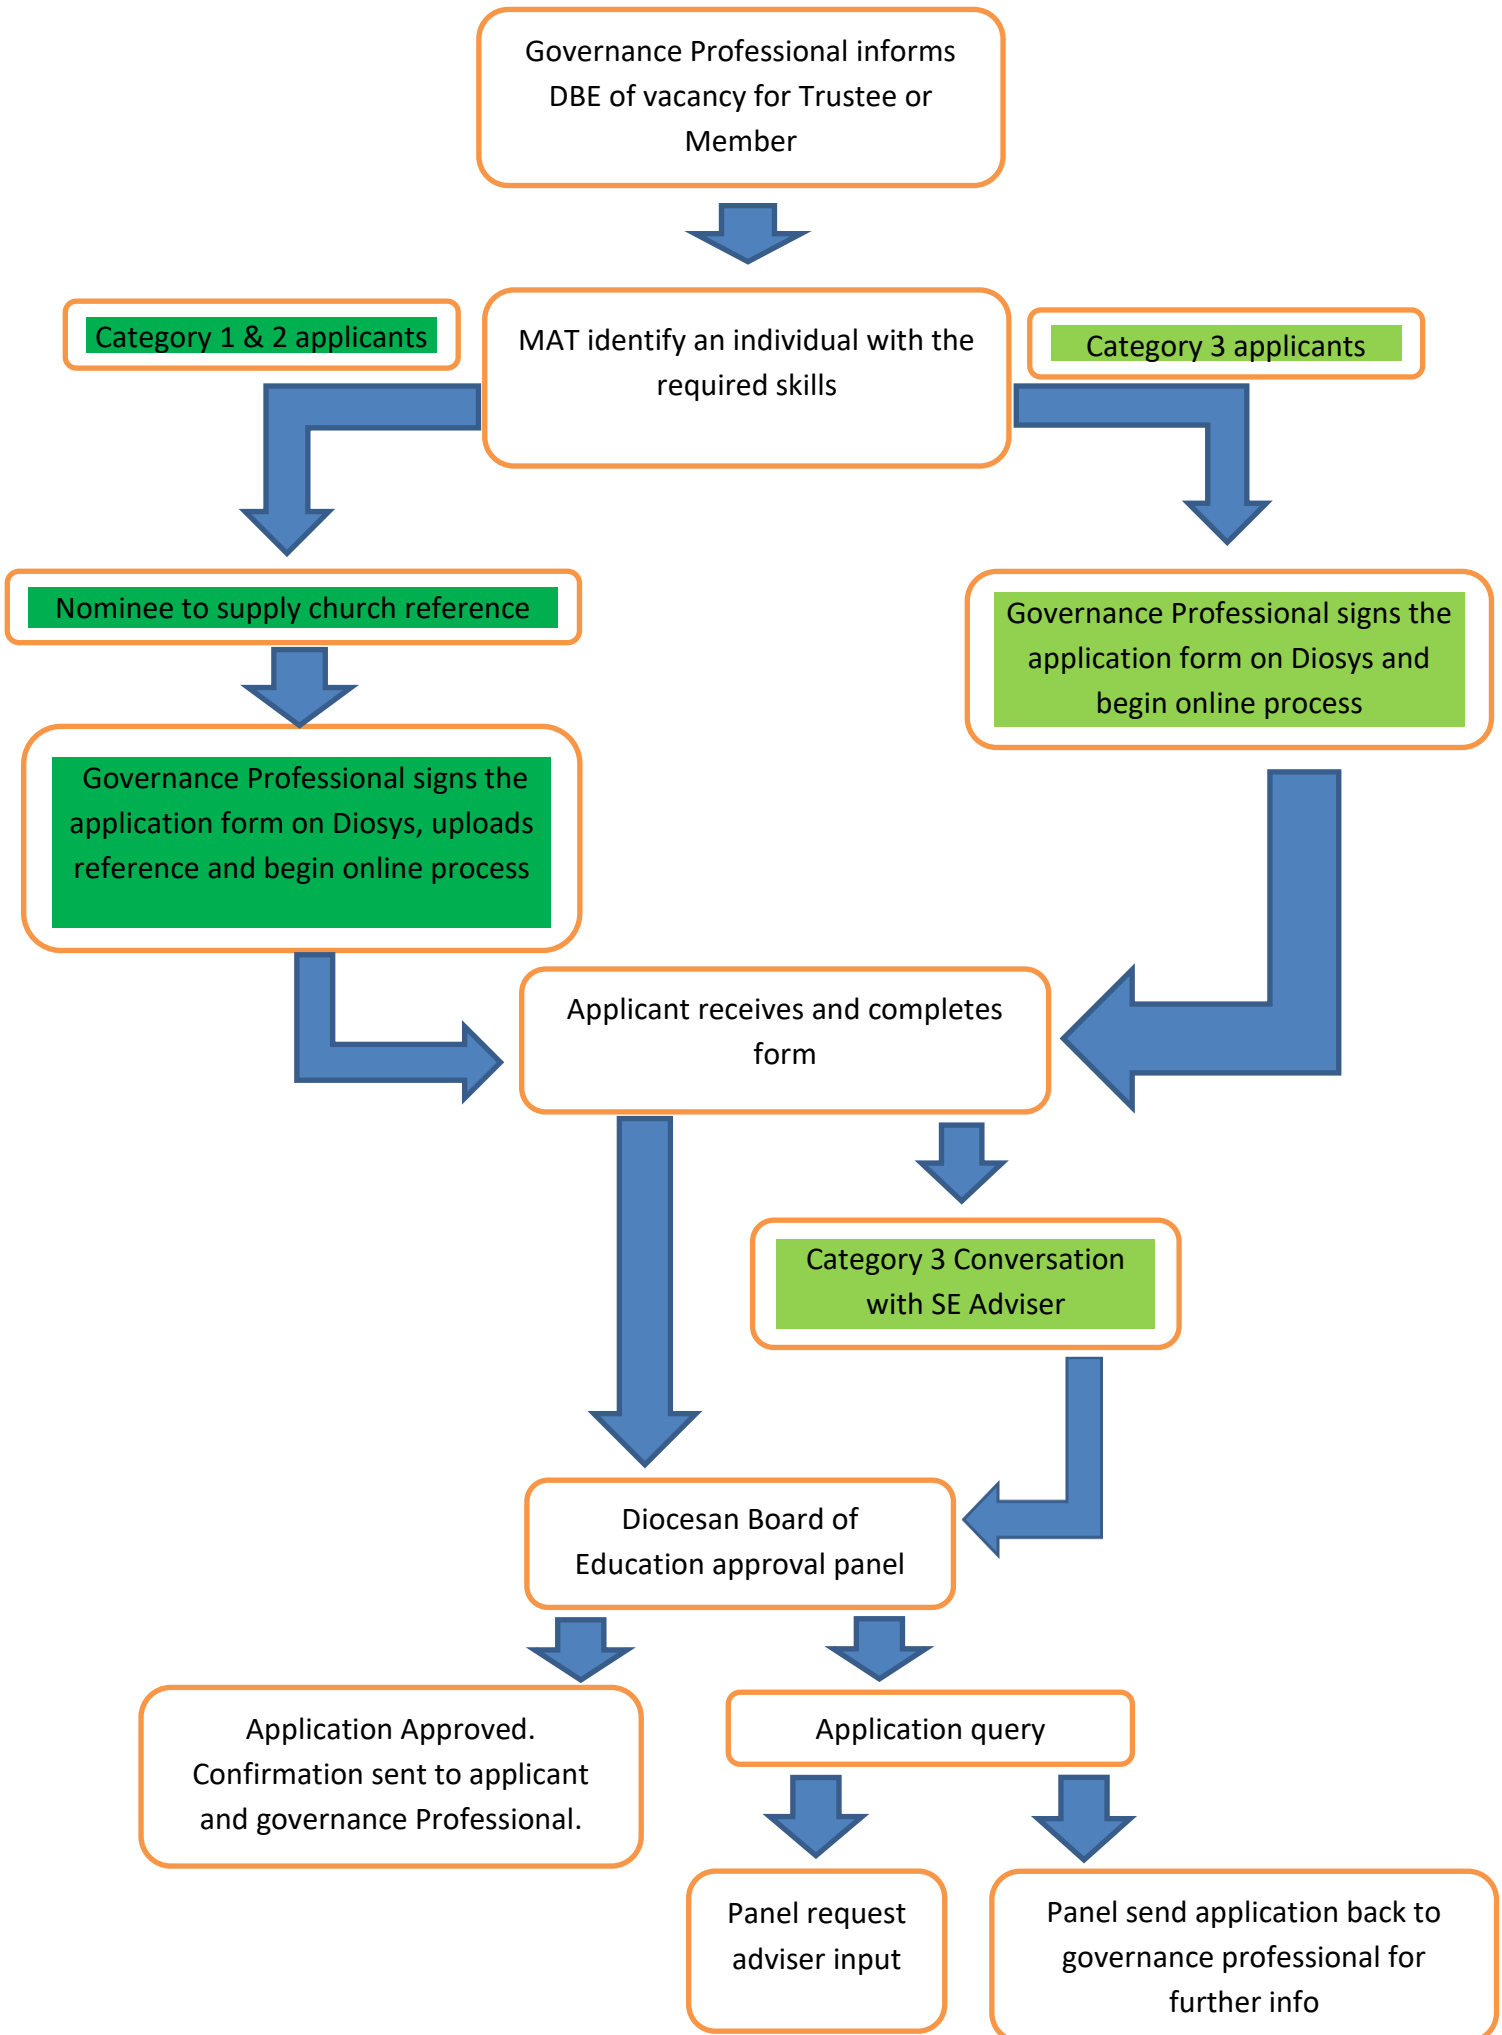 Governance Professional informs
DBE of vacancy for Trustee or
Member
Category 1 & 2 applicants
MAT identify an individual with the
required skills
Category 3 applicants
Nominee to supply church reference
Governance Professional signs the
application form on Diosys and
begin online process
Governance Professional signs the
application form on Diosys, uploads
reference and begin online process
Applicant receives and completes
form
Category 3 Conversation
with SE Adviser
Diocesan Board of
Education approval panel
Application Approved.
Confirmation sent to applicant
and governance Professional.
Application query
Panel request
adviser input
Panel send application back to
governance professional for
further info